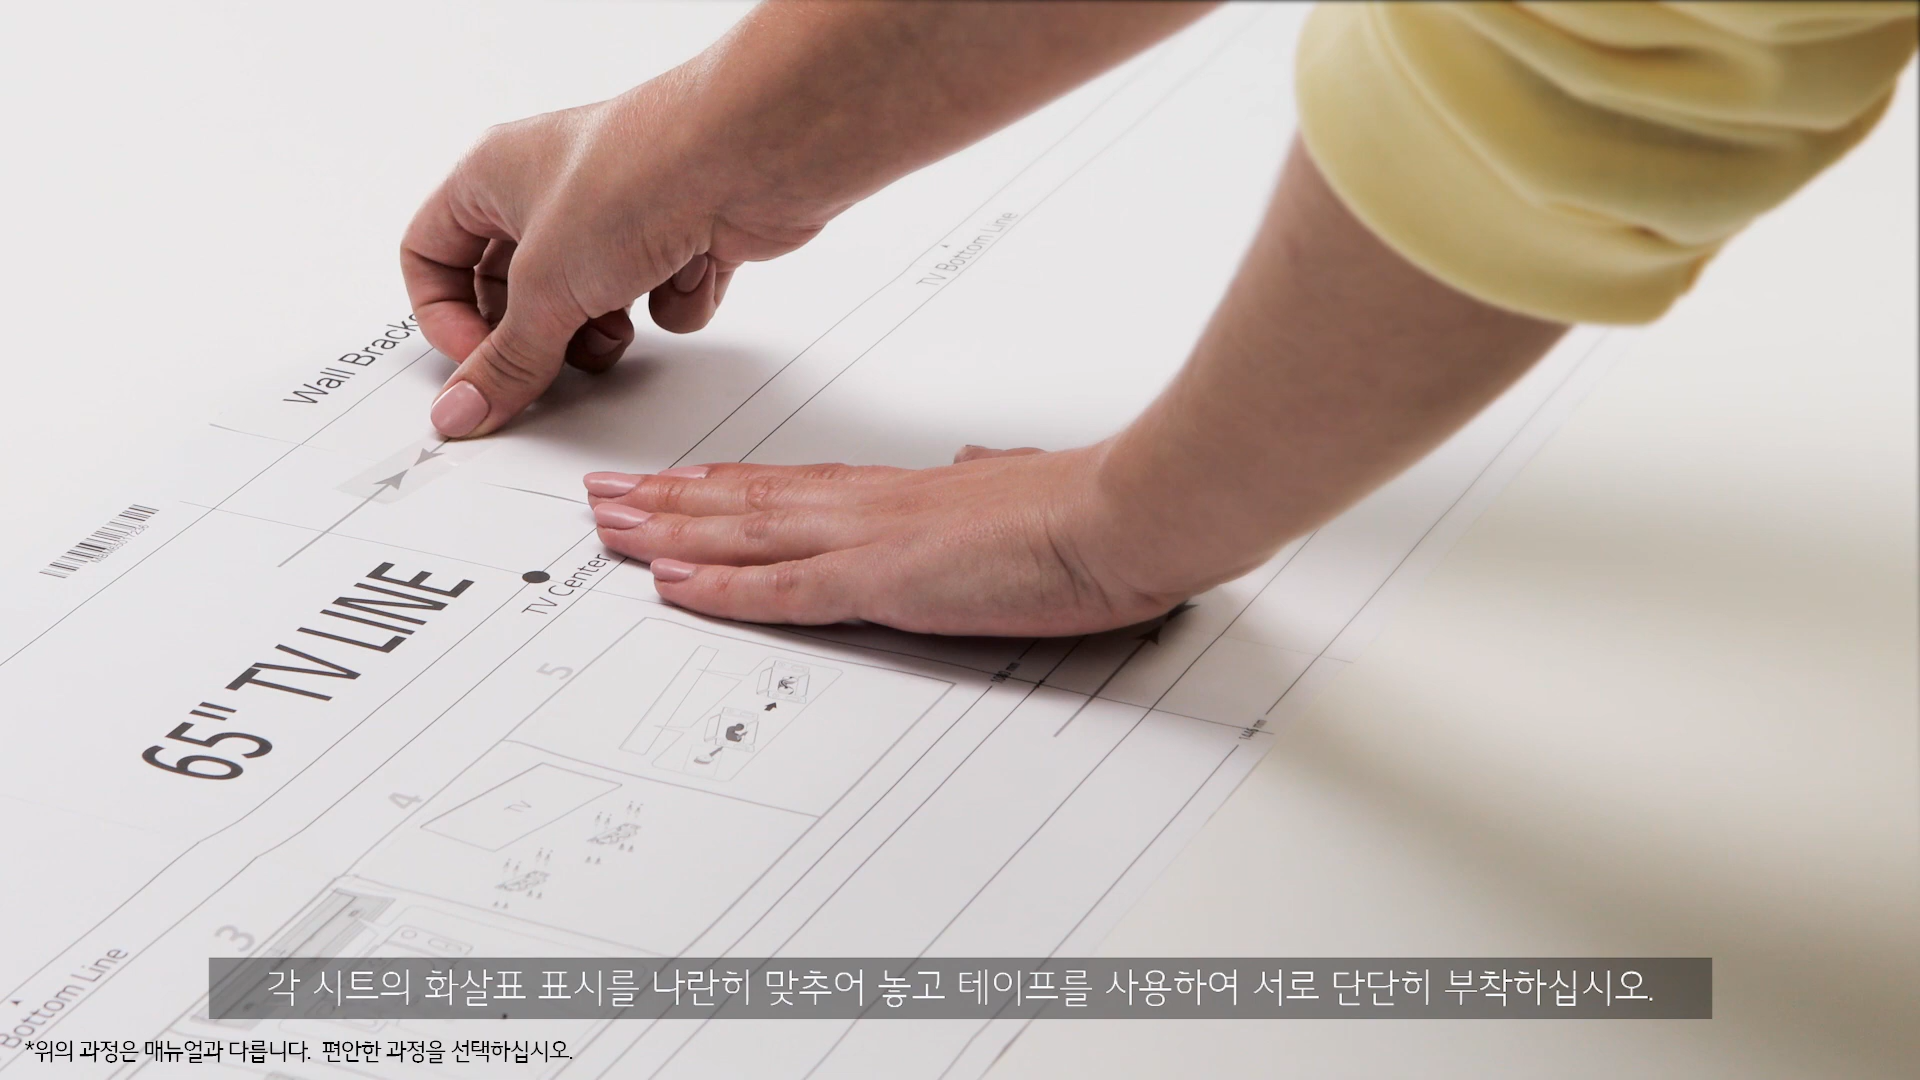 TV Bottom Line
Wall Bracke
65" TV LINE
TV Center
5
4
TV
3
Bottom Line
각 시트의 화살표 표시를 나란히 맞추어 놓고 테이프를 사용하여 서로 단단히 부착하십시오.
*위의 과정은 매뉴얼과 다릅니다. 편안한 과정을 선택하십시오.